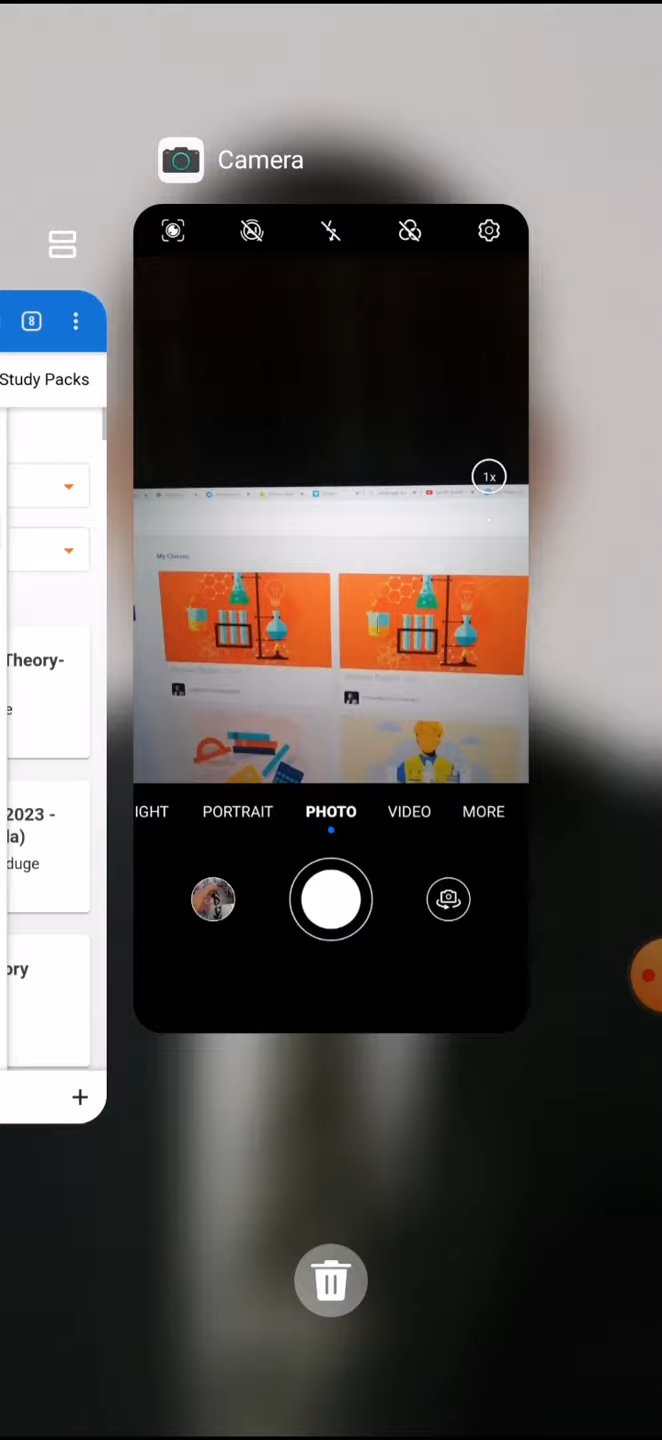 Camera
8
Study Packs
1x
My Classes
Theory-
e
2023 -
la)
duge
ory
IGHT
PORTRAIT
PHOTO
VIDEO
MORE